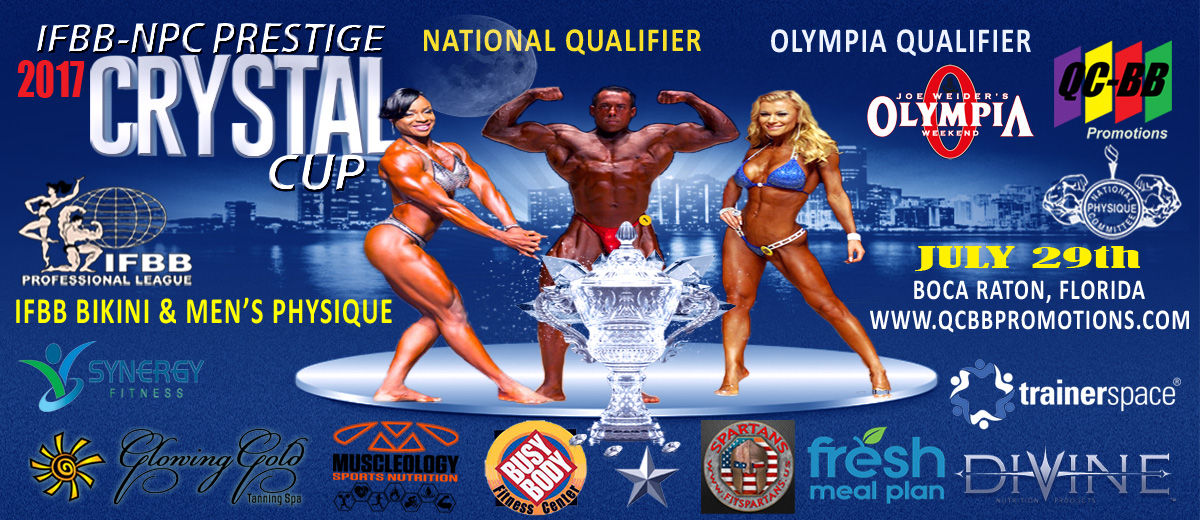 IFBB-NPC PRESTIGE
2017 CRYSTAL
CUP
NATIONAL QUALIFIER
OLYMPIA QUALIFIER
JOE WEIDER'S
OLYMPIA
WEEKEND
QC-BB
Promotions
NATIONAL
PHYSIQUE
COMMITTEE
IFBB
PROFESSIONAL LEAGUE
IFBB BIKINI & MEN'S PHYSIQUE
JULY 29th
BOCA RATON, FLORIDA
WWW.QCBBPROMOTIONS.COM
SYNERGY
FITNESS
trainerspace®
Glowing Gold
Tanning Spa
MUSCLEOLOGY
SPORTS NUTRITION
BUSY
BODY
Fitness Center
SPARTANS
WWW.FITSPARTANS.US
fresh
meal plan
DIVINE
NUTRITION PRODUCTS